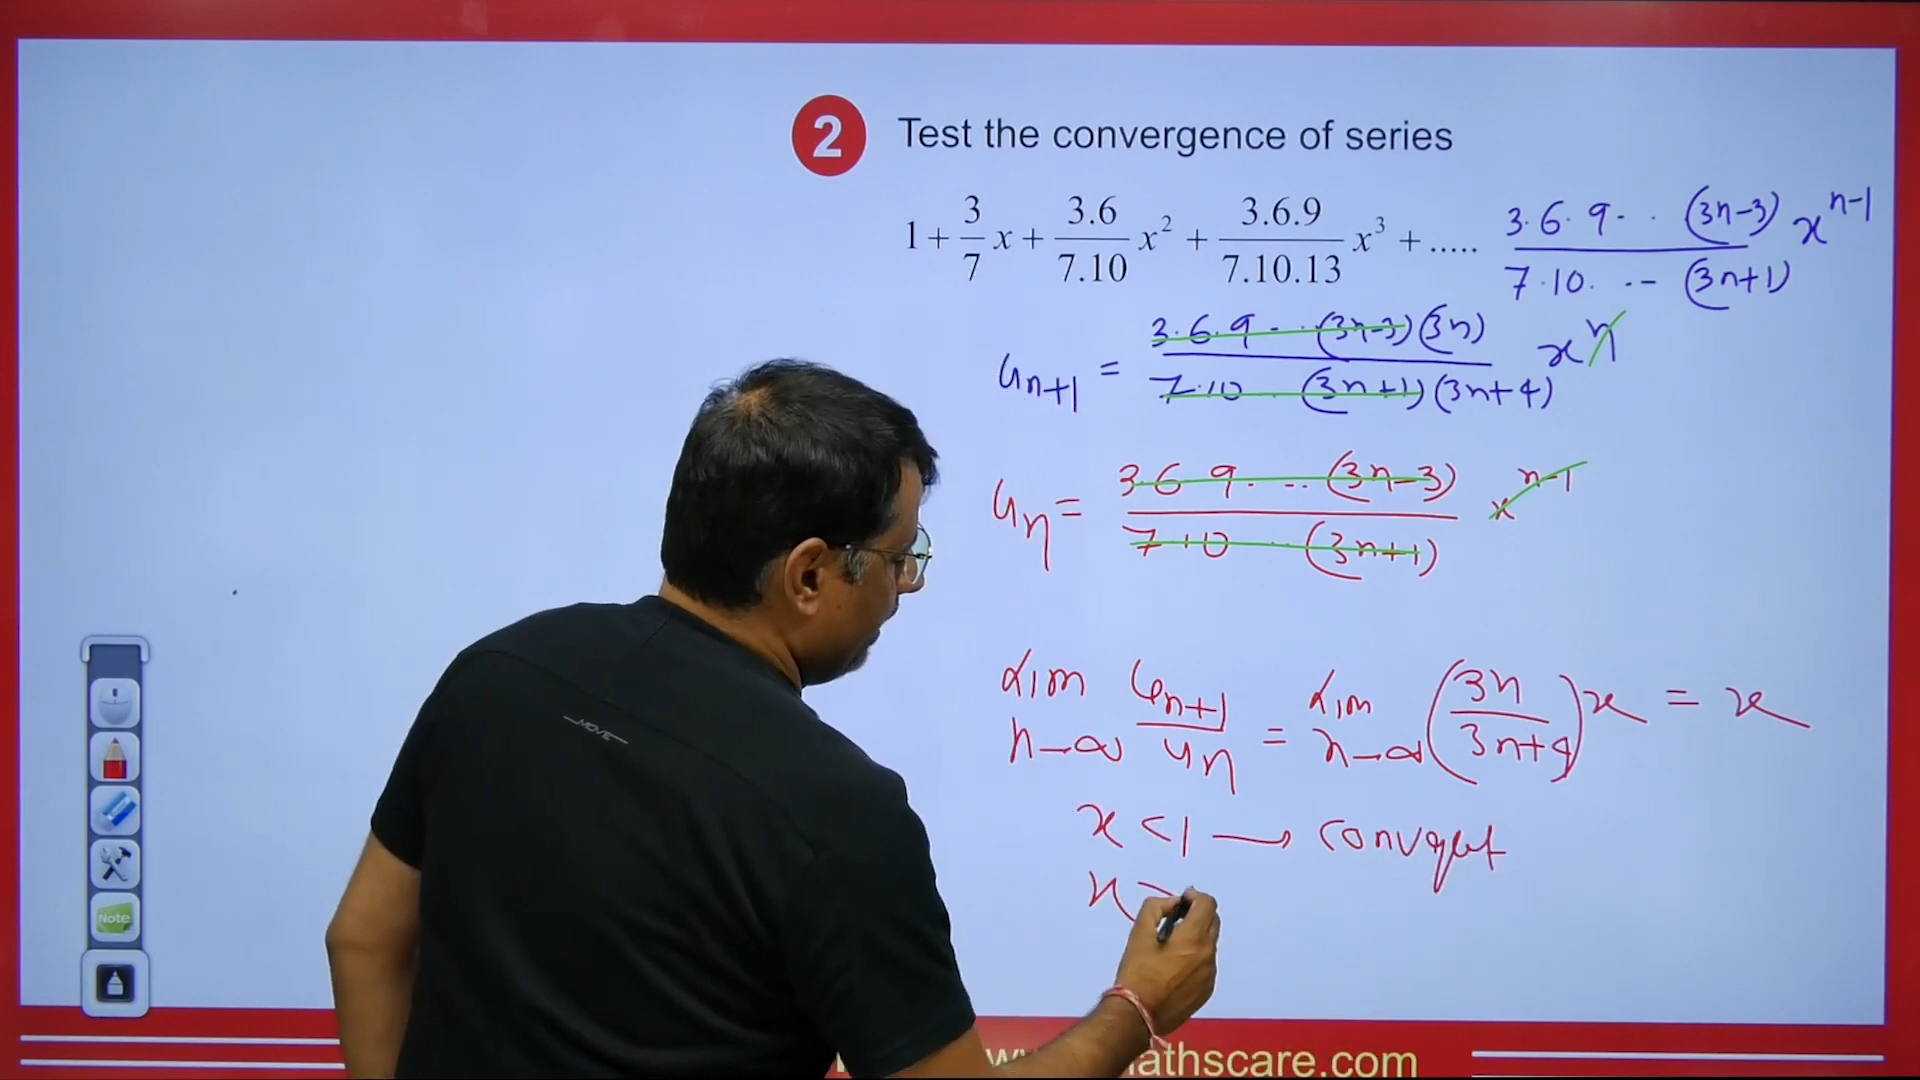 2 Test the convergence of series
1 + 3/7 x + 3.6/7.10 x² + 3.6.9/7.10.13 x³ + ..... 3.6.9.. (3n-3)/7.10. .-- (3n+1) x^(n-1)
u_(n+1) = 3.6.9 -. .(3n-3)(3n)/7.10 .. (3n+1)(3n+4) x^n
u_n = 3 6 9. .. (3n-3)/7 10 .. (3n+1) x^(n-1)
Lim n→∞ u_(n+1)/u_n = Lim n→∞ (3n/3n+4) x = x
x < 1 → convget
x >
MOVE
Note
athscare.com